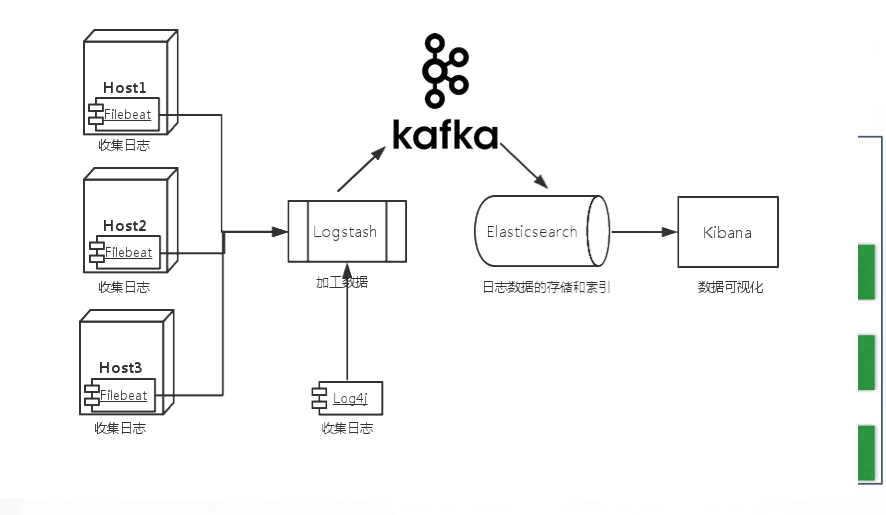 kafka
Host1
Filebeat
收集日志
Host2
Filebeat
收集日志
Host3
Filebeat
收集日志
Logstash
加工数据
Log4j
收集日志
Elasticsearch
日志数据的存储和索引
Kibana
数据可视化